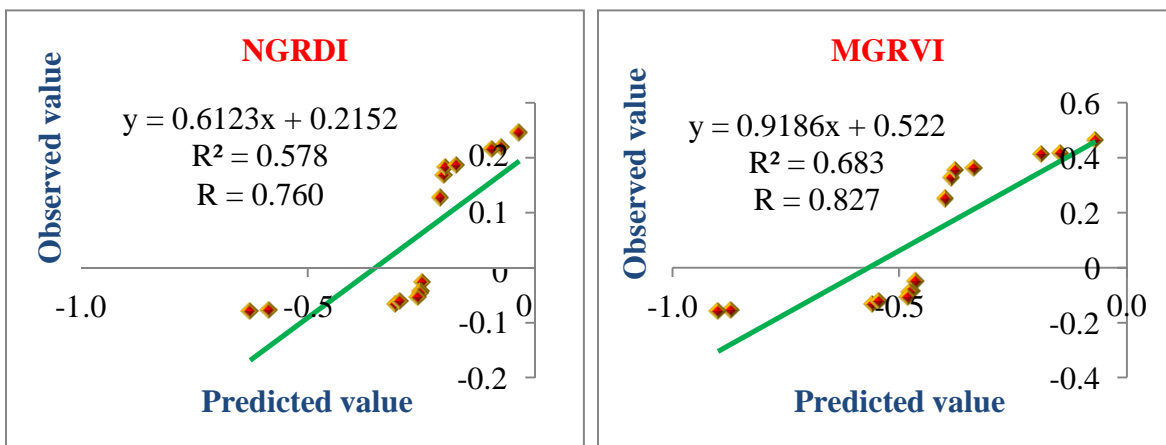 NGRDI
Observed value
y = 0.6123x + 0.2152
R² = 0.578
R = 0.760
0.2
0.1
0
-0.1
-0.2
-1.0
-0.5
0
Predicted value
MGRVI
Observed value
y = 0.9186x + 0.522
R² = 0.683
R = 0.827
0.6
0.4
0.2
0
-0.2
-0.4
-1.0
-0.5
0.0
Predicted value